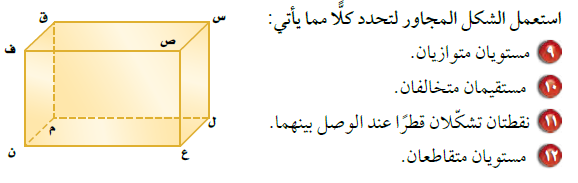 استعمل الشكل المجاور لتحدد كلًّا مما يأتي:
٩ مستويان متوازيان.
١٠ مستقيمان متخالفان.
١١ نقطتان تشكّلان قطرًا عند الوصل بينهما.
١٢ مستويان متقاطعان.
ق
س
ف
ص
م
ل
ن
ع